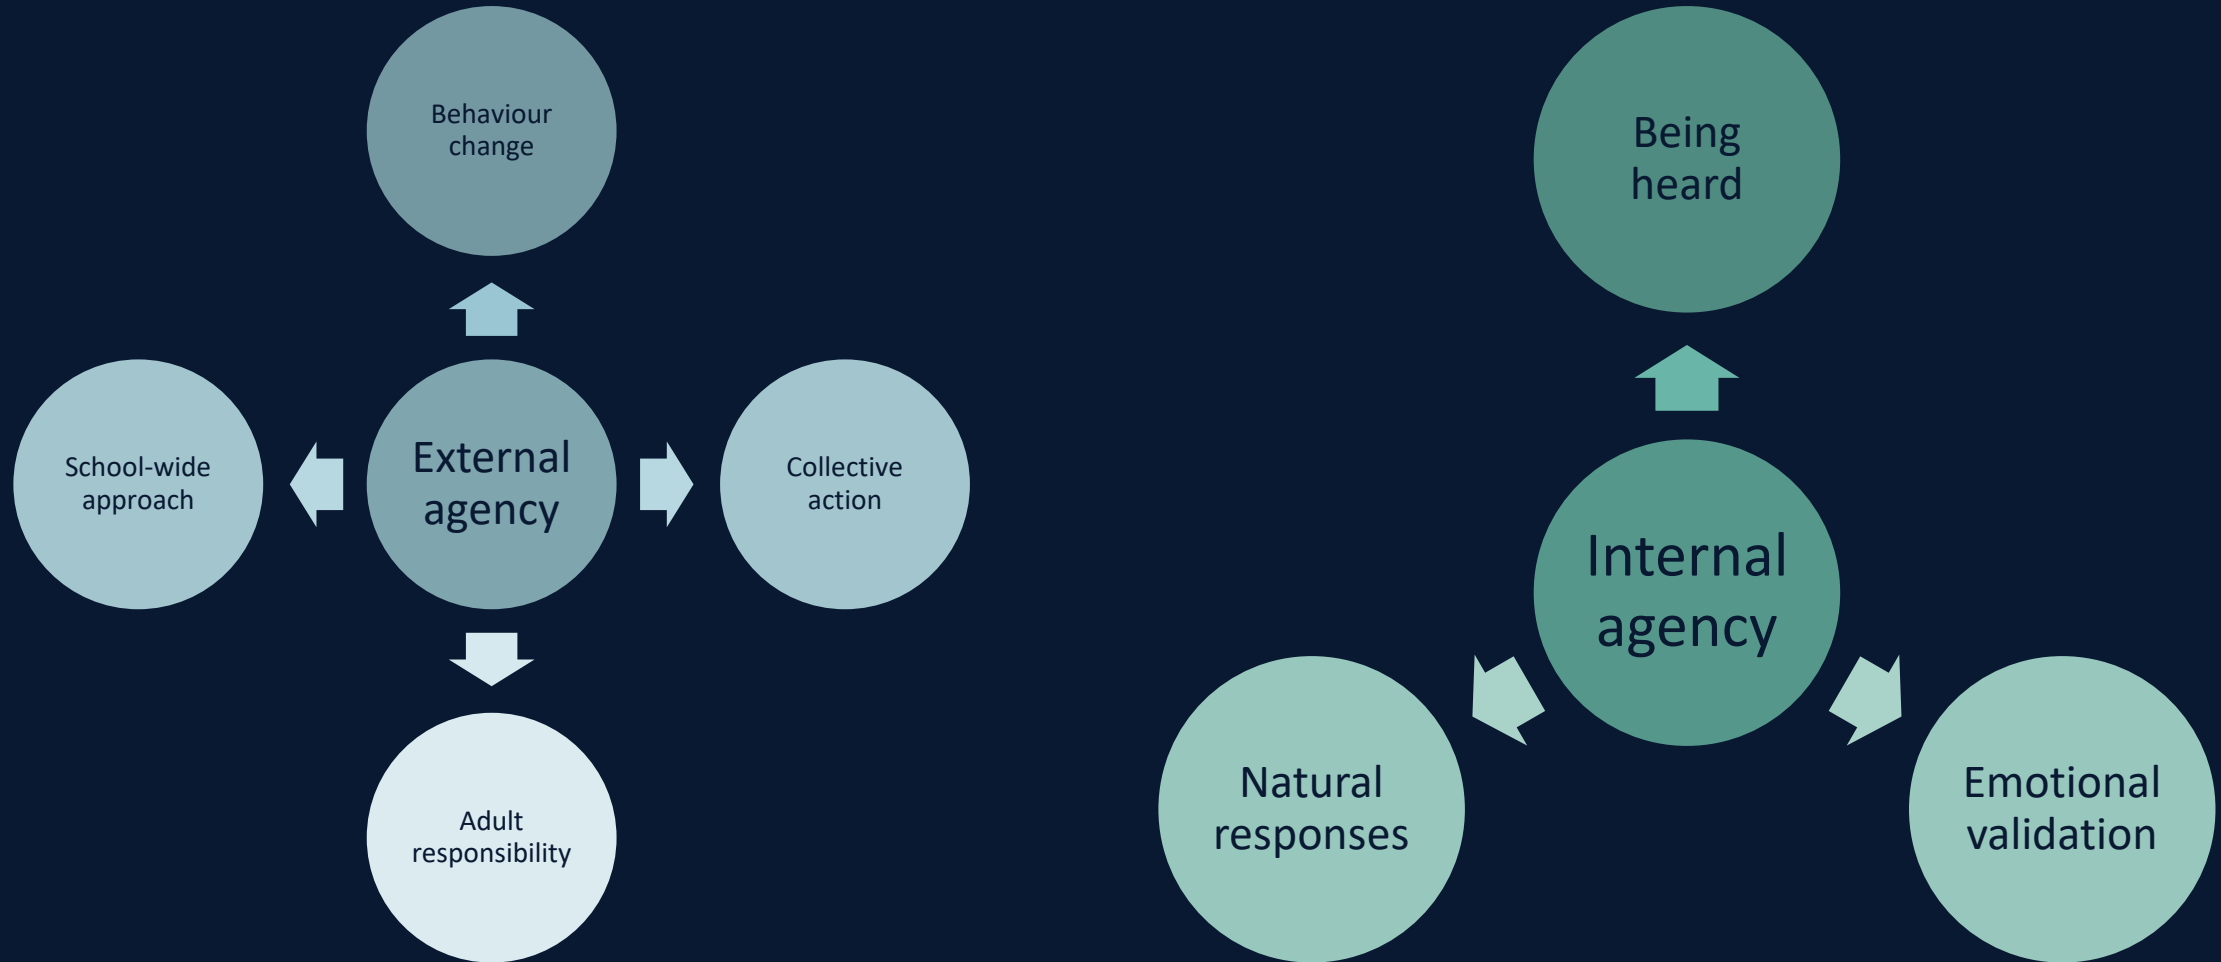 Behaviour
change
School-wide
approach
External
agency
Collective
action
Adult
responsibility
Being
heard
Internal
agency
Natural
responses
Emotional
validation